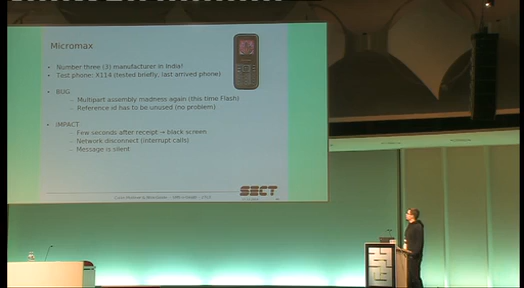 Micromax
Number three (3) manufacturer in India!
Test phone: X114 (tested briefly, last arrived phone)
BUG
– Multipart assembly madness again (this time Flash)
– Reference id has to be unused (no problem)
IMPACT
– Few seconds after receipt → black screen
– Network disconnect (interrupt calls)
– Message is silent
SECT